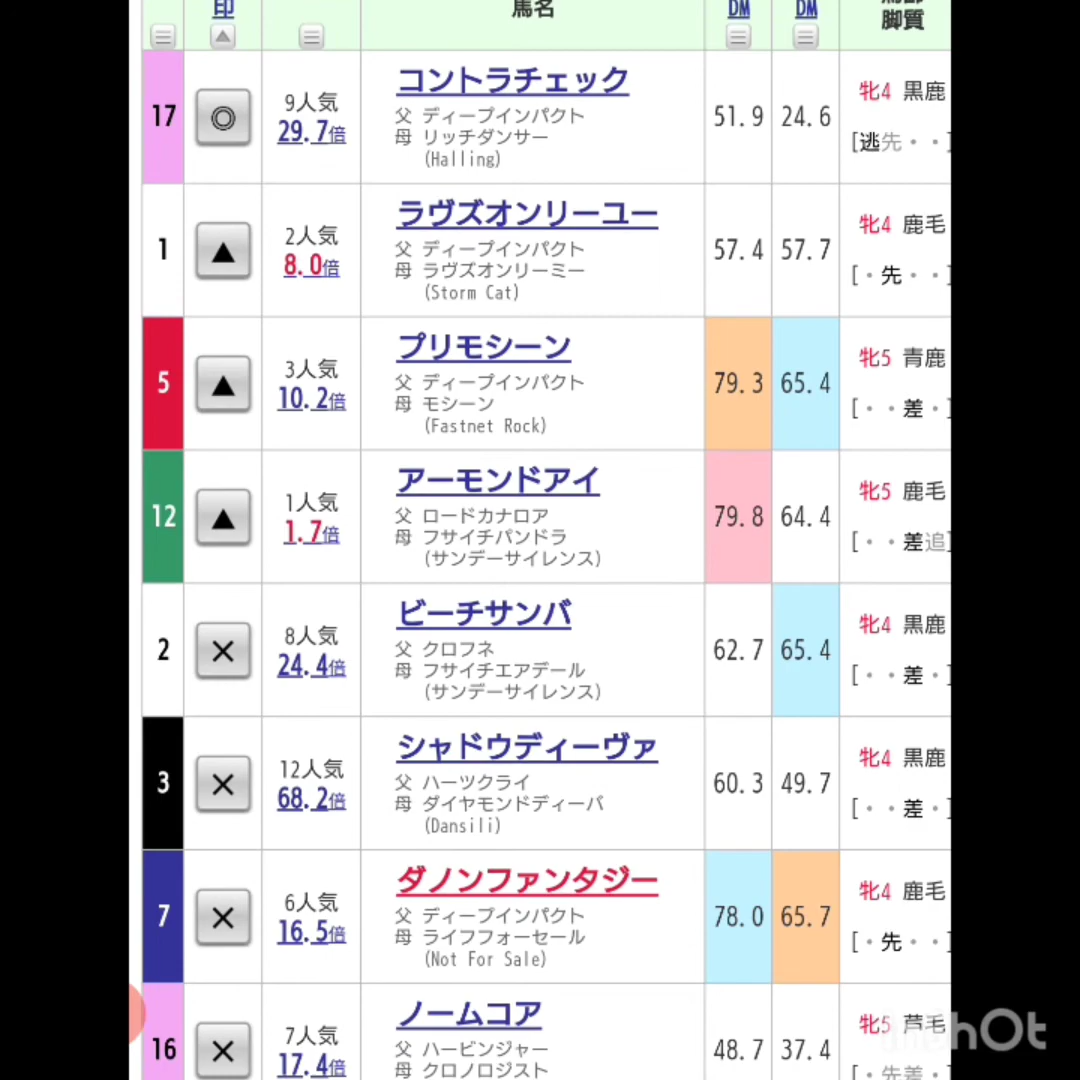 印
馬名
DM
DM
脚質
17
◎
9人気
29.7倍
コントラチェック
父 ディープインパクト
母 リッチダンサー
(Halling)
51.9
24.6
牝4 黒鹿
[逃先・・]
1
▲
2人気
8.0倍
ラヴズオンリーユー
父 ディープインパクト
母 ラヴズオンリーミー
(Storm Cat)
57.4
57.7
牝4 鹿毛
[・先・・]
5
▲
3人気
10.2倍
プリモシーン
父 ディープインパクト
母 モシーン
(Fastnet Rock)
79.3
65.4
牝5 青鹿
[・・差・]
12
▲
1人気
1.7倍
アーモンドアイ
父 ロードカナロア
母 フサイチパンドラ
(サンデーサイレンス)
79.8
64.4
牝5 鹿毛
[・・差追]
2
×
8人気
24.4倍
ビーチサンバ
父 クロフネ
母 フサイチエアデール
(サンデーサイレンス)
62.7
65.4
牝4 黒鹿
[・・差・]
3
×
12人気
68.2倍
シャドウディーヴァ
父 ハーツクライ
母 ダイヤモンドディーバ
(Dansili)
60.3
49.7
牝4 黒鹿
[・・差・]
7
×
6人気
16.5倍
ダノンファンタジー
父 ディープインパクト
母 ライフフォーセール
(Not For Sale)
78.0
65.7
牝4 鹿毛
[・先・・]
16
×
7人気
17.4倍
ノームコア
父 ハービンジャー
母 クロノロジスト
48.7
37.4
牝5 芦毛
[・先差・]